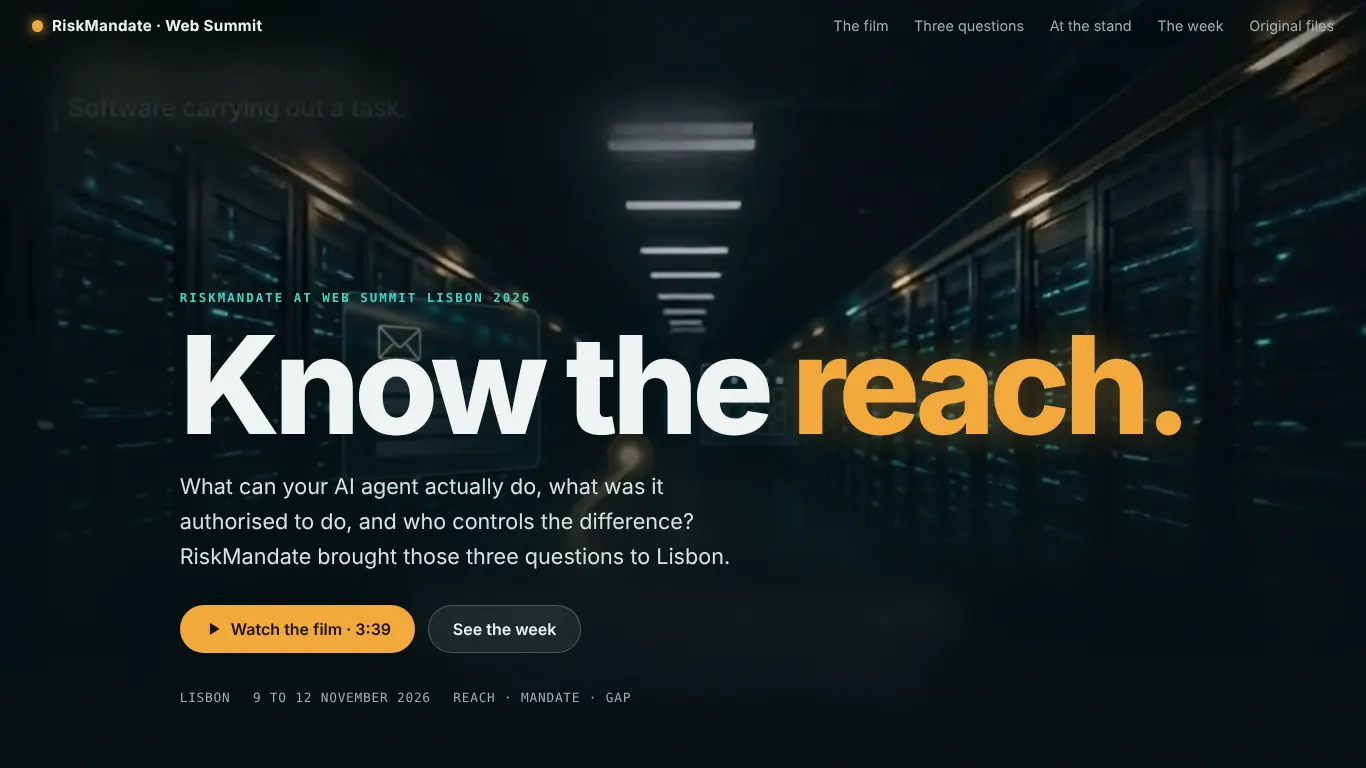 RiskMandate · Web Summit
The film
Three questions
At the stand
The week
Original files
Software carrying out a task.
RISKMANDATE AT WEB SUMMIT LISBON 2026
Know the reach.
What can your AI agent actually do, what was it
authorised to do, and who controls the difference?
RiskMandate brought those three questions to Lisbon.
Watch the film · 3:39
See the week
LISBON 9 TO 12 NOVEMBER 2026 REACH · MANDATE · GAP